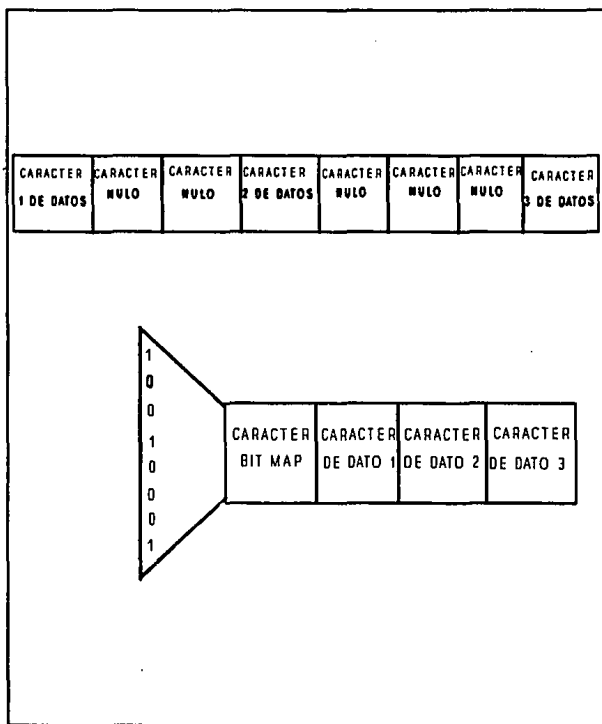 CARACTER CARACTER CARACTER CARACTER CARACTER CARACTER CARACTER CARACTER
1 DE DATOS NULO NULO 2 DE DATOS NULO NULO NULO 3 DE DATOS
1
0
0
1
0
0
0
1
CARACTER CARACTER CARACTER CARACTER
BIT MAP DE DATO 1 DE DATO 2 DE DATO 3